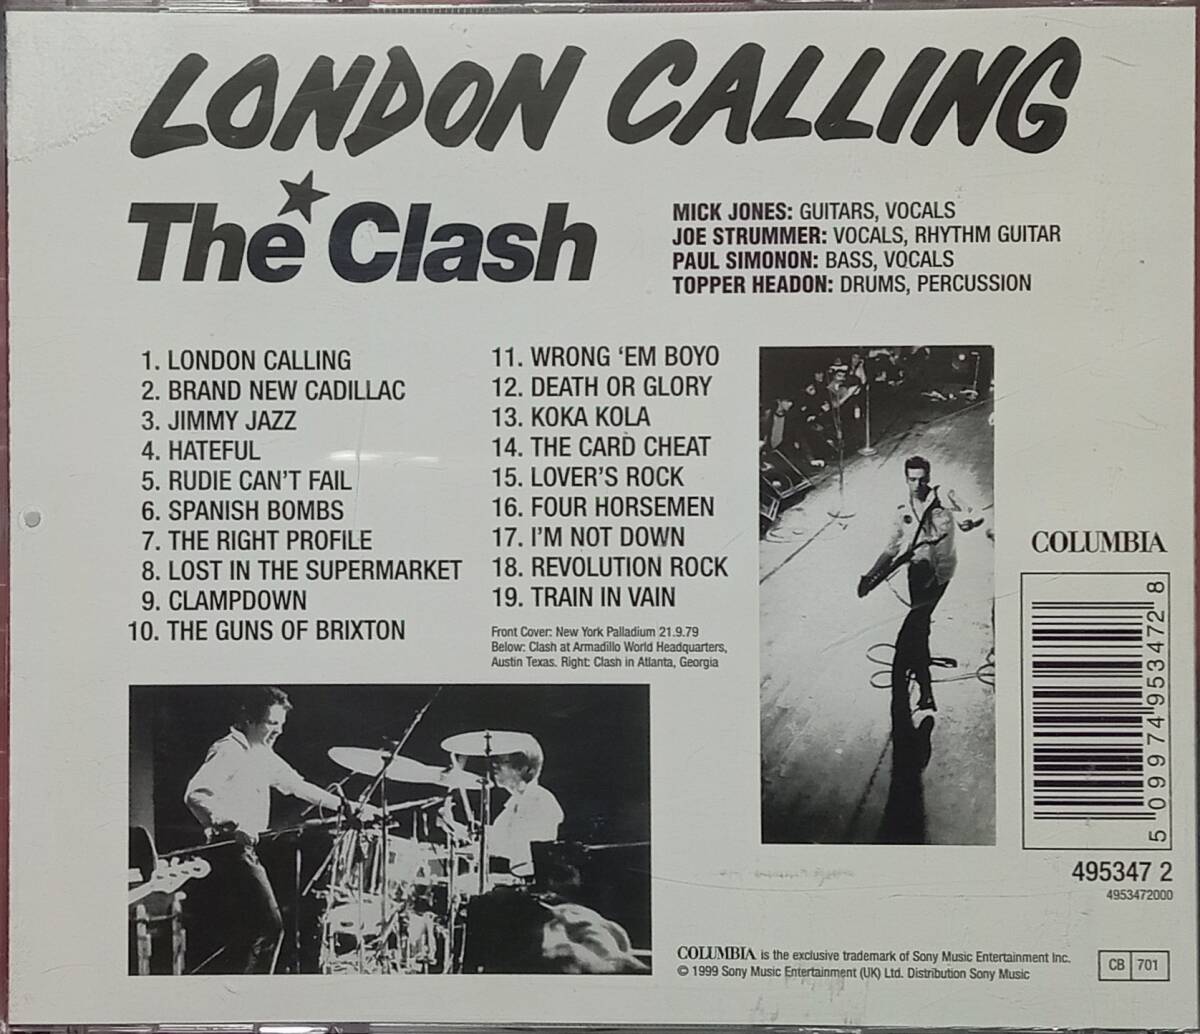 LONDON CALLING
The Clash
MICK JONES: GUITARS, VOCALS
JOE STRUMMER: VOCALS, RHYTHM GUITAR
PAUL SIMONON: BASS, VOCALS
TOPPER HEADON: DRUMS, PERCUSSION
1. LONDON CALLING
2. BRAND NEW CADILLAC
3. JIMMY JAZZ
4. HATEFUL
5. RUDIE CAN'T FAIL
6. SPANISH BOMBS
7. THE RIGHT PROFILE
8. LOST IN THE SUPERMARKET
9. CLAMPDOWN
10. THE GUNS OF BRIXTON
11. WRONG ‘EM BOYO
12. DEATH OR GLORY
13. KOKA KOLA
14. THE CARD CHEAT
15. LOVER'S ROCK
16. FOUR HORSEMEN
17. I'M NOT DOWN
18. REVOLUTION ROCK
19. TRAIN IN VAIN
Front Cover: New York Palladium 21.9.79
Below: Clash at Armadillo World Headquarters,
Austin Texas. Right: Clash in Atlanta, Georgia
COLUMBIA
5 099749 534728
495347 2
4953472000
COLUMBIA is the exclusive trademark of Sony Music Entertainment Inc.
© 1999 Sony Music Entertainment (UK) Ltd. Distribution Sony Music
CB 701